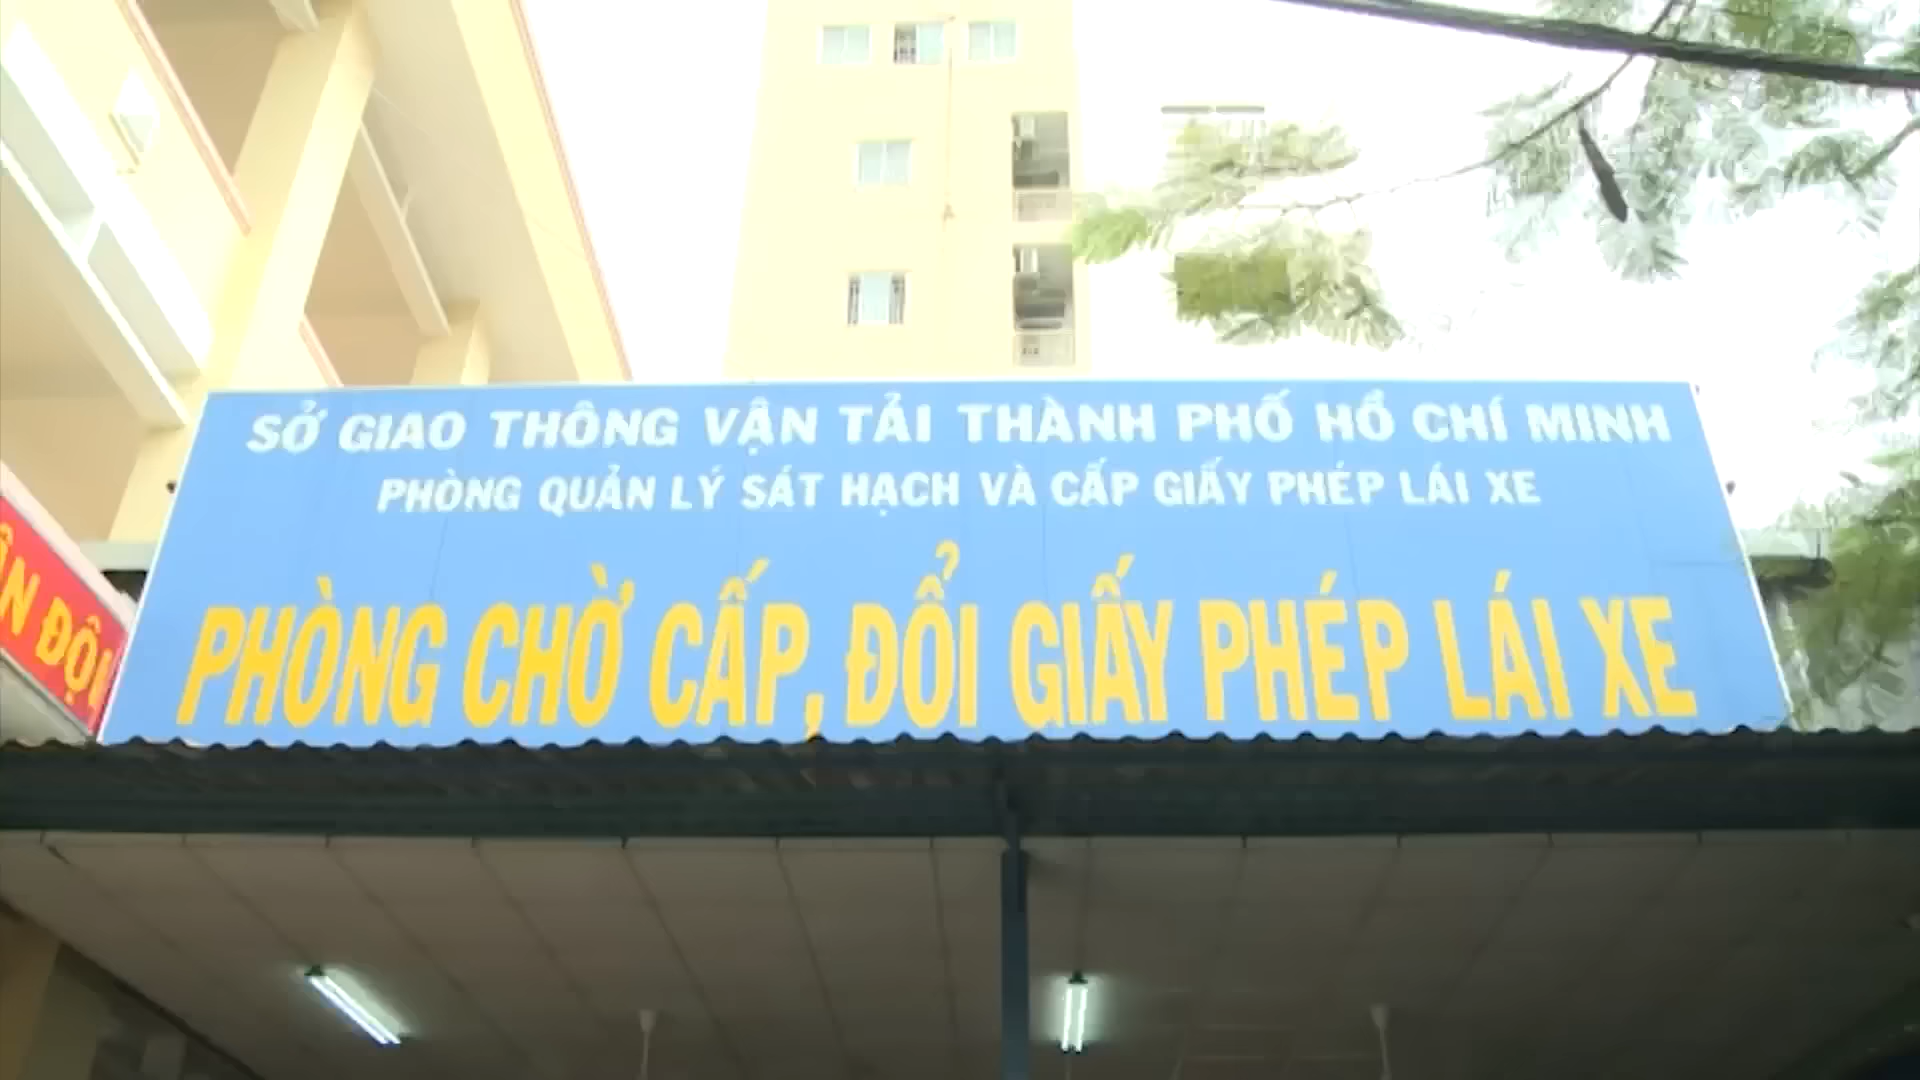 SỞ GIAO THÔNG VẬN TẢI THÀNH PHỐ HỒ CHÍ MINH
PHÒNG QUẢN LÝ SÁT HẠCH VÀ CẤP GIẤY PHÉP LÁI XE
PHÒNG CHỜ CẤP, ĐỔI GIẤY PHÉP LÁI XE
ĐỘI